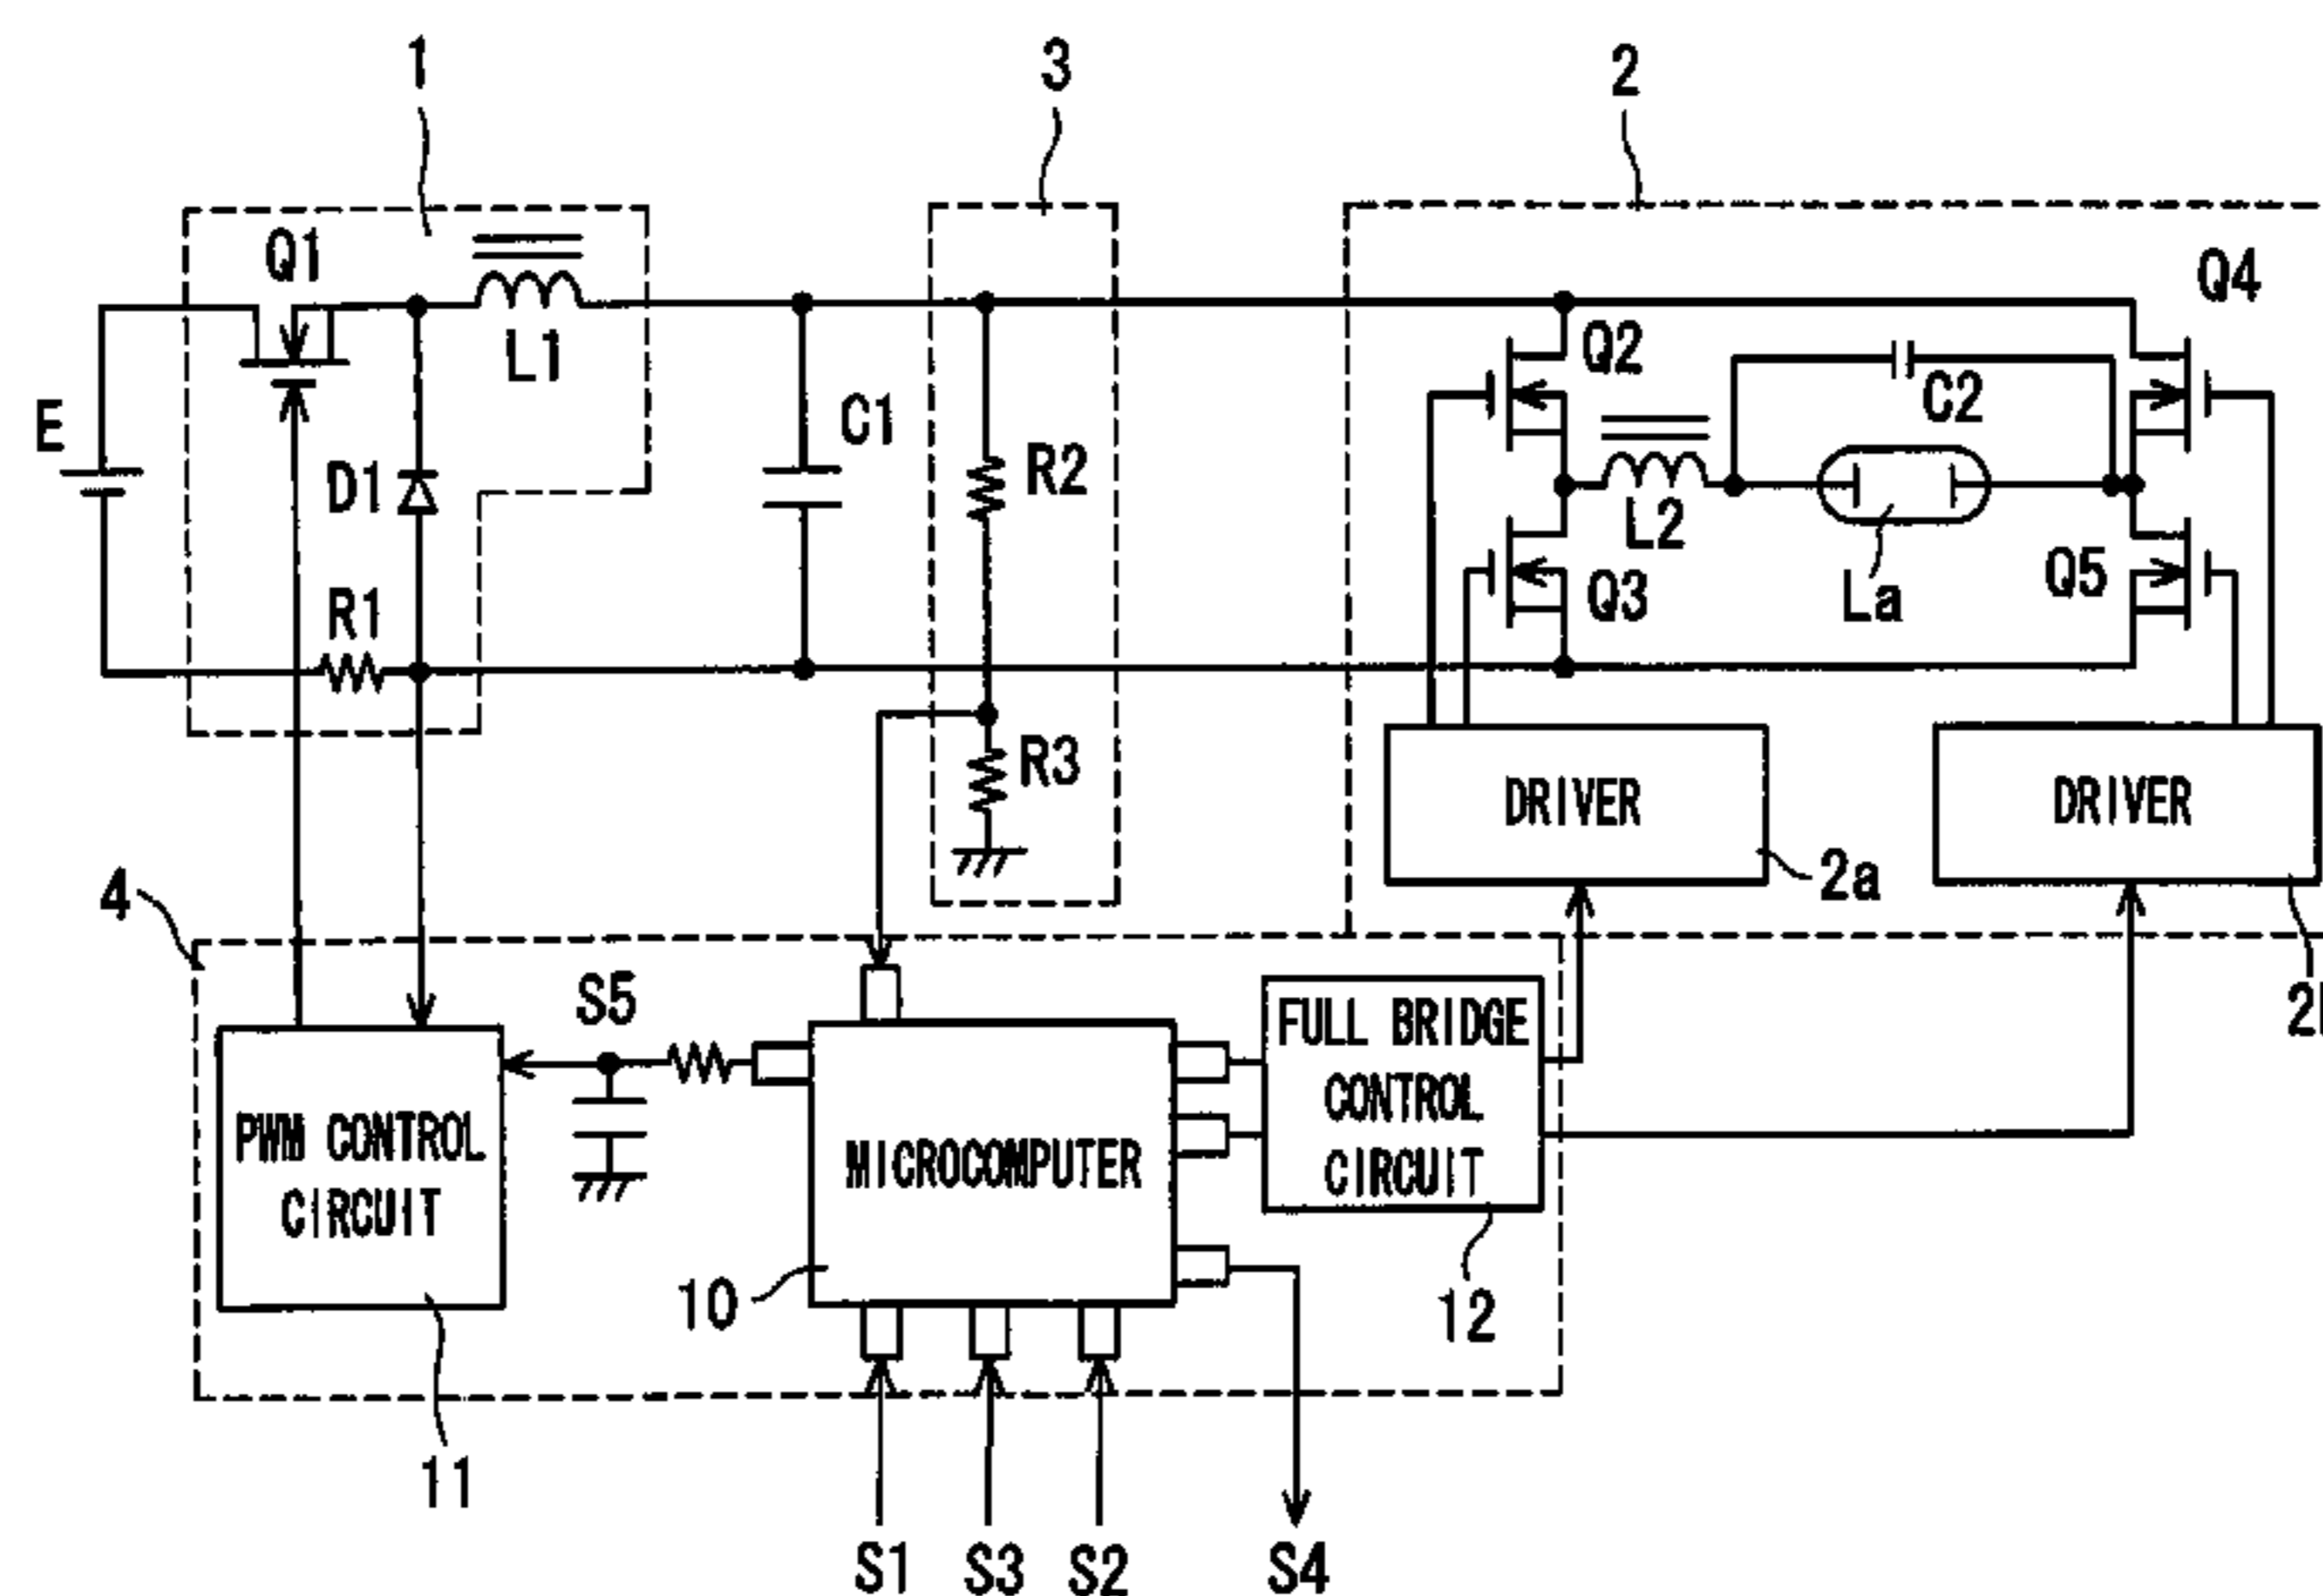 1
3
2
Q1
Q4
L1
Q2
E
C1
C2
D1
R2
L2
R1
Q3
La
Q5
R3
DRIVER
DRIVER
4
2a
S5
FULL BRIDGE
CONTROL
CIRCUIT
PWM CONTROL
CIRCUIT
MICROCOMPUTER
10
12
11
S1
S3
S2
S4